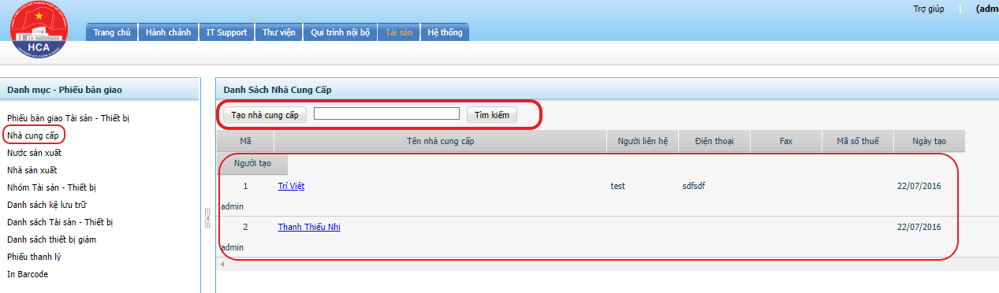 Trợ giúp | (adm
HCA
Trang chủ Hành chánh IT Support Thư viện Qui trình nội bộ Tài sản Hệ thống
Danh mục - Phiếu bàn giao
Phiếu bàn giao Tài sản - Thiết bị
Nhà cung cấp
Nước sản xuất
Nhà sản xuất
Nhóm Tài sản - Thiết bị
Danh sách kệ lưu trữ
Danh sách Tài sản - Thiết bị
Danh sách thiết bị giảm
Phiếu thanh lý
In Barcode
Danh Sách Nhà Cung Cấp
Tạo nhà cung cấp Tìm kiếm
Mã Tên nhà cung cấp Người liên hệ Điện thoại Fax Mã số thuế Ngày tạo
Người tạo
1 Trí Việt test sdfsdf 22/07/2016
admin
2 Thanh Thiếu Nhi 22/07/2016
admin